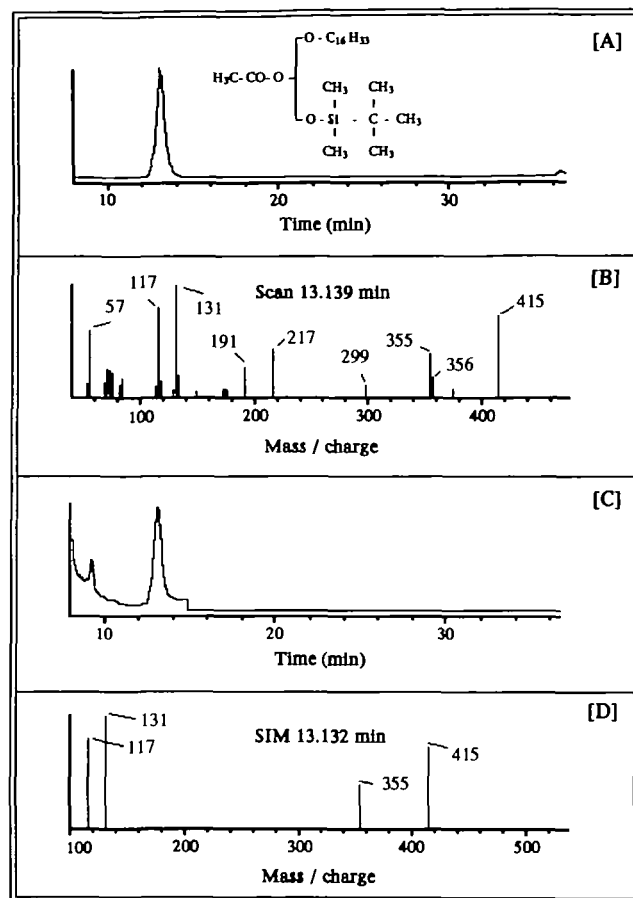 [A]
O - C16H33
H3C-CO-O
CH3 CH3
O - Si - C - CH3
CH3 CH3
10 20 30
Time (min)
[B]
Scan 13.139 min
57 117 131 191 217 299 355 356 415
100 200 300 400
Mass / charge
[C]
10 20 30
Time (min)
[D]
SIM 13.132 min
131
117
355
415
100 200 300 400 500
Mass / charge